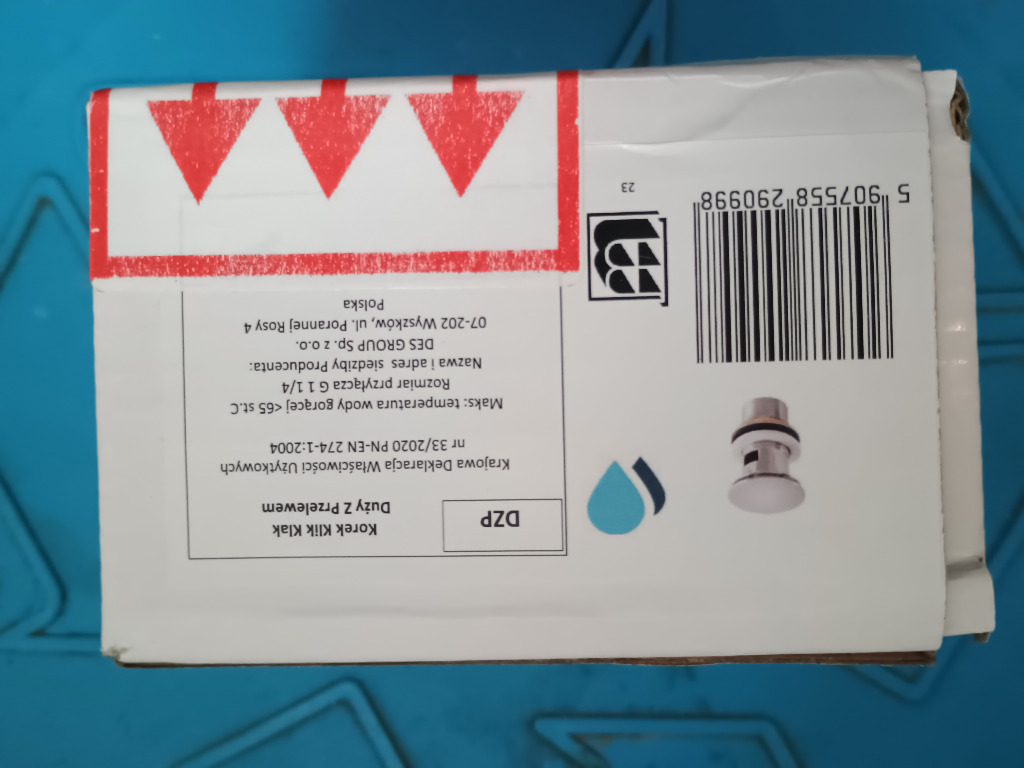 DZP
Korek Klik Klak
Duży Z Przelewem
Krajowa Deklaracja Właściwości Użytkowych
nr 33/2020 PN-EN 274-1:2004
Maks: temperatura wody gorącej <65 st.C
Rozmiar przyłącza G 1 1/4
Nazwa i adres siedziby Producenta:
DES GROUP Sp. z o.o.
07-202 Wyszków, ul. Porannej Rosy 4
Polska
23
5 907558 290998